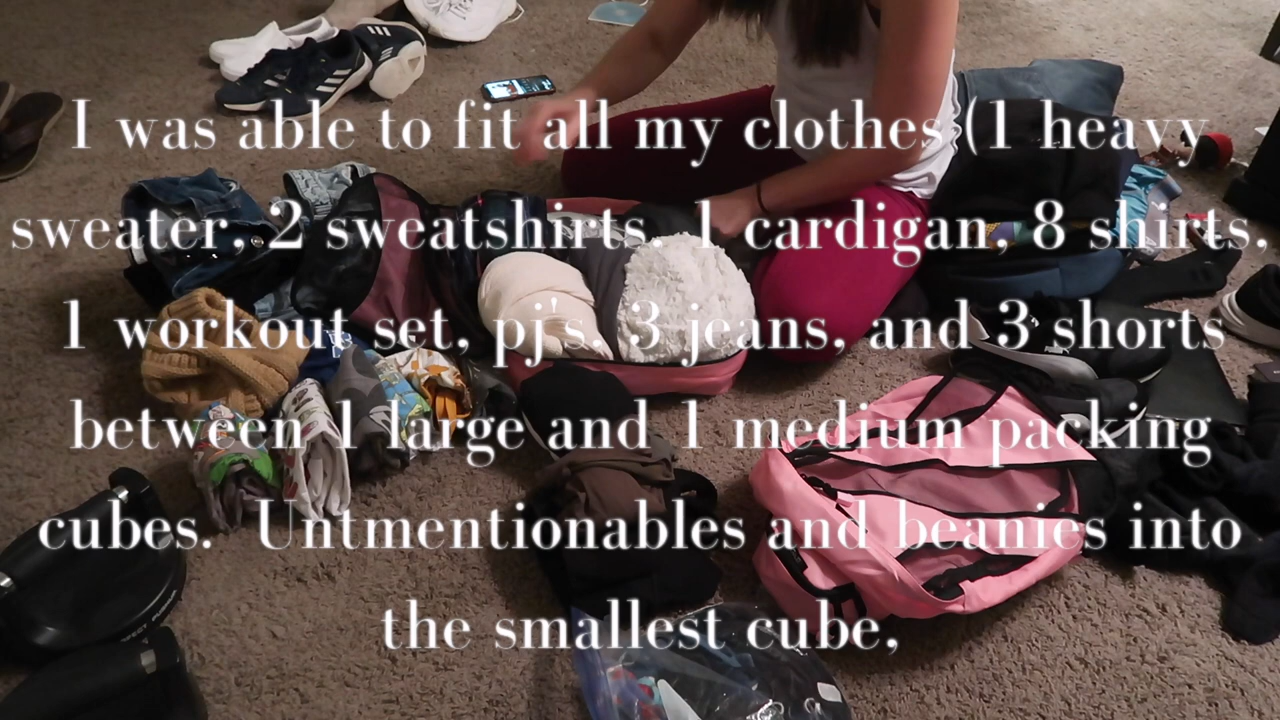 I was able to fit all my clothes (1 heavy
sweater, 2 sweatshirts, 1 cardigan, 8 shirts,
1 workout set, pj's, 3 jeans, and 3 shorts
between 1 large and 1 medium packing
cubes. Untmentionables and beanies into
the smallest cube,